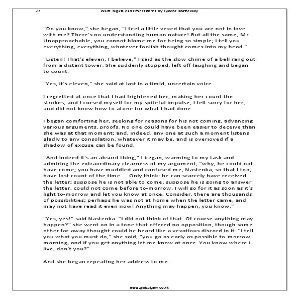 "Do you know," she began, "I feel a little vexed that you are not in love
with me? There's no understanding human nature! But all the same, Mr.
Unapproachable, you cannot blame me for being so simple; I tell you
everything, everything, whatever foolish thought comes into my head."
"Listen! That's eleven, I believe," I said as the slow chime of a bell rang out
from a distant tower. She suddenly stopped, left off laughing and began
to count.
"Yes, it's eleven," she said at last in a timid, uncertain voice.
I regretted at once that I had frightened her, making her count the
strokes, and I cursed myself for my spiteful impulse; I felt sorry for her,
and did not know how to atone for what I had done.
I began comforting her, seeking for reasons for his not coming, advancing
various arguments, proofs. No one could have been easier to deceive than
she was at that moment; and, indeed, any one at such a moment listens
gladly to any consolation, whatever it may be, and is overjoyed if a
shadow of excuse can be found.
"And indeed it's an absurd thing," I began, warming to my task and
admiring the extraordinary clearness of my argument, "why, he could not
have come; you have muddled and confused me, Nastenka, so that I too,
have lost count of the time.... Only think: he can scarcely have received
the letter; suppose he is not able to come, suppose he is going to answer
the letter, could not come before to-morrow. I will go for it as soon as it's
light to-morrow and let you know at once. Consider, there are thousands
of possibilities; perhaps he was not at home when the letter came, and
may not have read it even now! Anything may happen, you know."
"Yes, yes!" said Nastenka. "I did not think of that. Of course anything may
happen?" she went on in a tone that offered no opposition, though some
other far-away thought could be heard like a vexatious discord in it. "I tell
you what you must do," she said, "you go as early as possible to-morrow
morning, and if you get anything let me know at once. You know where I
live, don't you?"
And she began repeating her address to me.